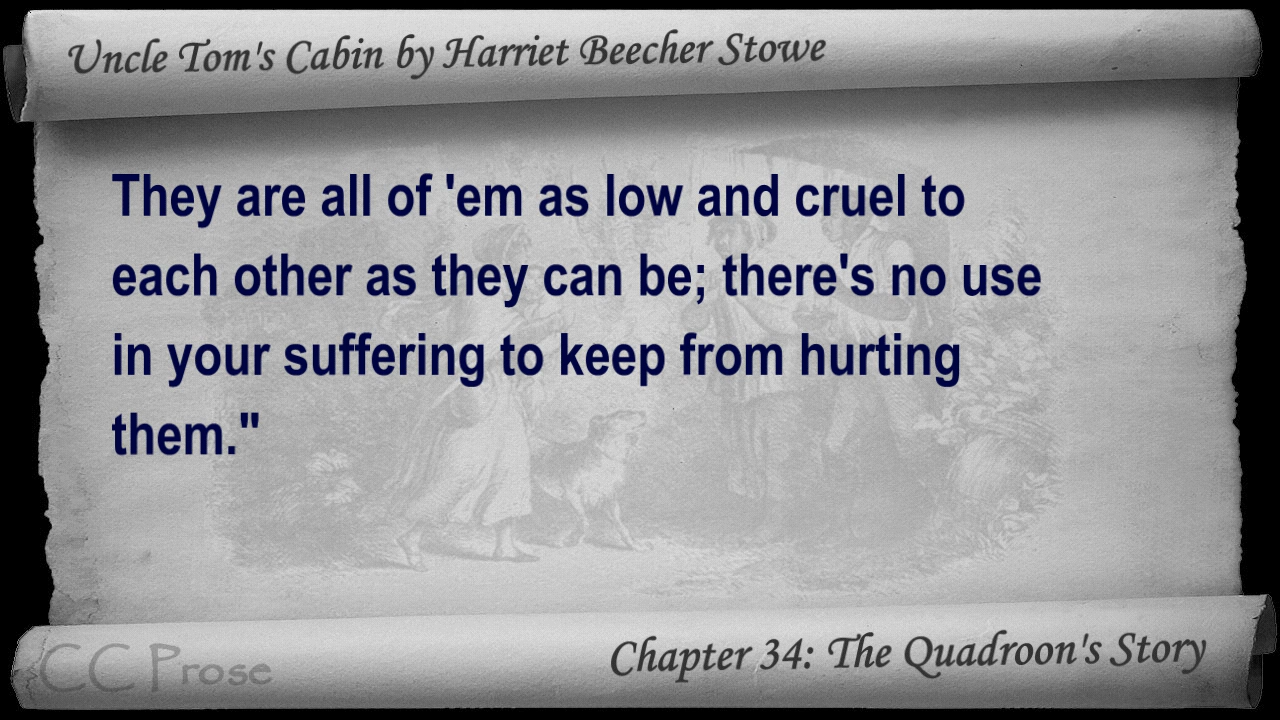 Uncle Tom's Cabin by Harriet Beecher Stowe
They are all of 'em as low and cruel to
each other as they can be; there's no use
in your suffering to keep from hurting
them."
CC Prose
Chapter 34: The Quadroon's Story